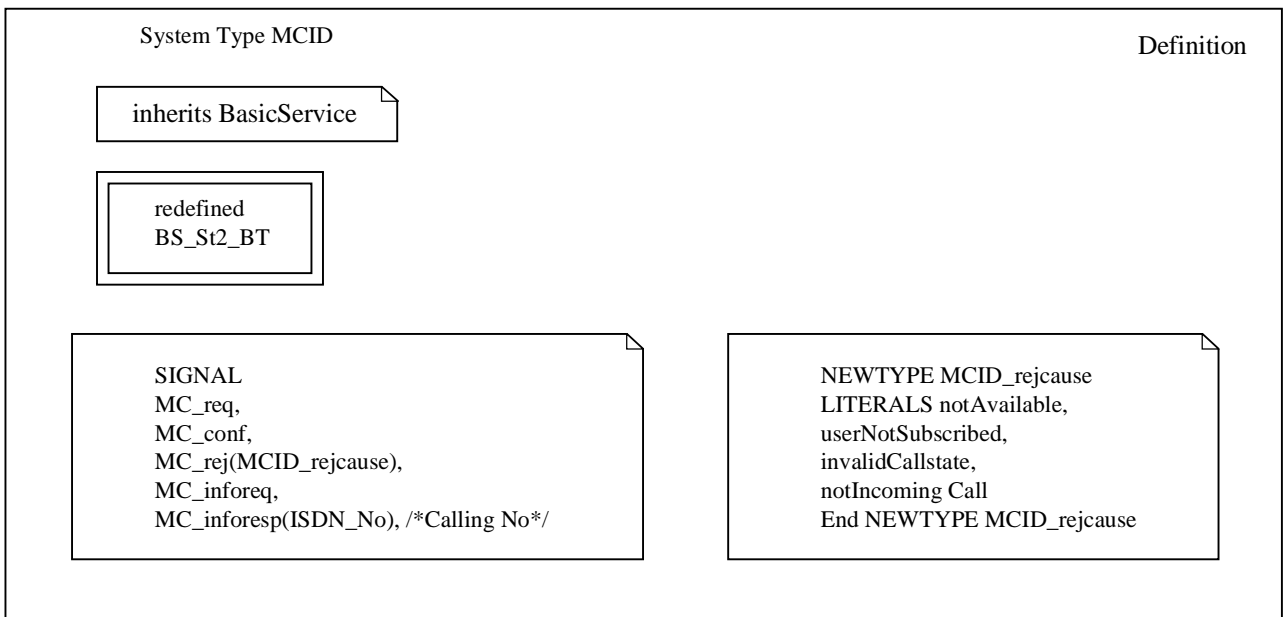 System Type MCID
Definition
inherits BasicService
redefined
BS_St2_BT
SIGNAL
MC_req,
MC_conf,
MC_rej(MCID_rejcause),
MC_inforeq,
MC_inforesp(ISDN_No), /*Calling No*/
NEWTYPE MCID_rejcause
LITERALS notAvailable,
userNotSubscribed,
invalidCallstate,
notIncoming Call
End NEWTYPE MCID_rejcause